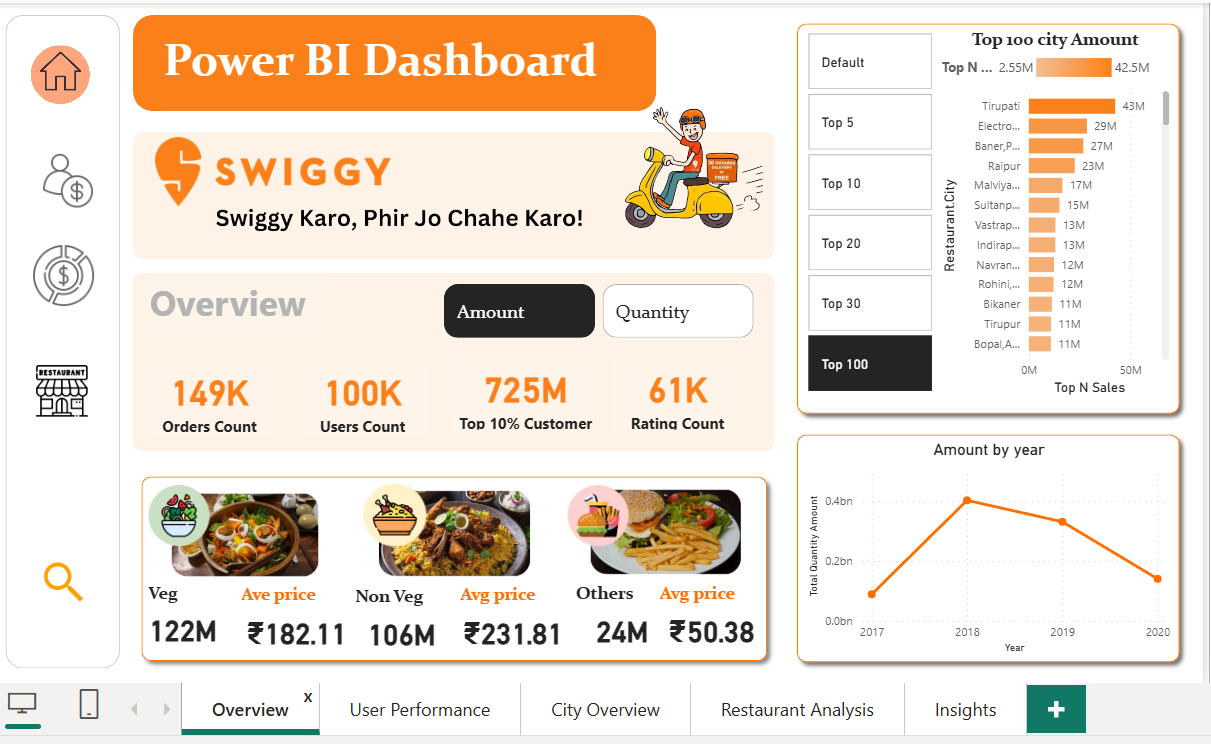 Power BI Dashboard
SWIGGY
Swiggy Karo, Phir Jo Chahe Karo!
30 minutes
DELIVERY
or
FREE
RESTAURANT
Overview
Amount
Quantity
149K
Orders Count
100K
Users Count
725M
Top 10% Customer
61K
Rating Count
Veg
Ave price
122M
₹182.11
Non Veg
Avg price
106M
₹231.81
Others
Avg price
24M
₹50.38
Default
Top 5
Top 10
Top 20
Top 30
Top 100
Top 100 city Amount
Top N ... 2.55M 42.5M
Restaurant.City
Tirupati 43M
Electro... 29M
Baner,P... 27M
Raipur 23M
Malviya... 17M
Sultanp... 15M
Vastrap... 13M
Indirap... 13M
Navran... 12M
Rohini,... 12M
Bikaner 11M
Tirupur 11M
Bopal,A... 11M
0M 50M
Top N Sales
Amount by year
Total Quantity Amount
0.4bn
0.2bn
0.0bn
2017 2018 2019 2020
Year
Overview x
User Performance
City Overview
Restaurant Analysis
Insights
+